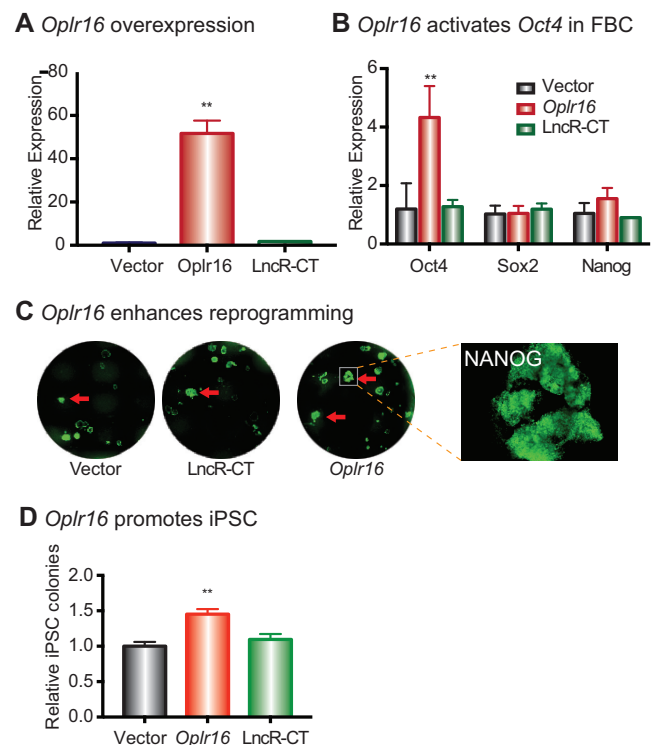 A Oplr16 overexpression
Relative Expression
80
60
40
20
0
**
Vector Oplr16 LncR-CT
B Oplr16 activates Oct4 in FBC
Relative Expression
6
4
2
0
**
Vector
Oplr16
LncR-CT
Oct4 Sox2 Nanog
C Oplr16 enhances reprogramming
NANOG
Vector LncR-CT Oplr16
D Oplr16 promotes iPSC
Relative iPSC colonies
2.0
1.5
1.0
0.5
0.0
**
Vector Oplr16 LncR-CT